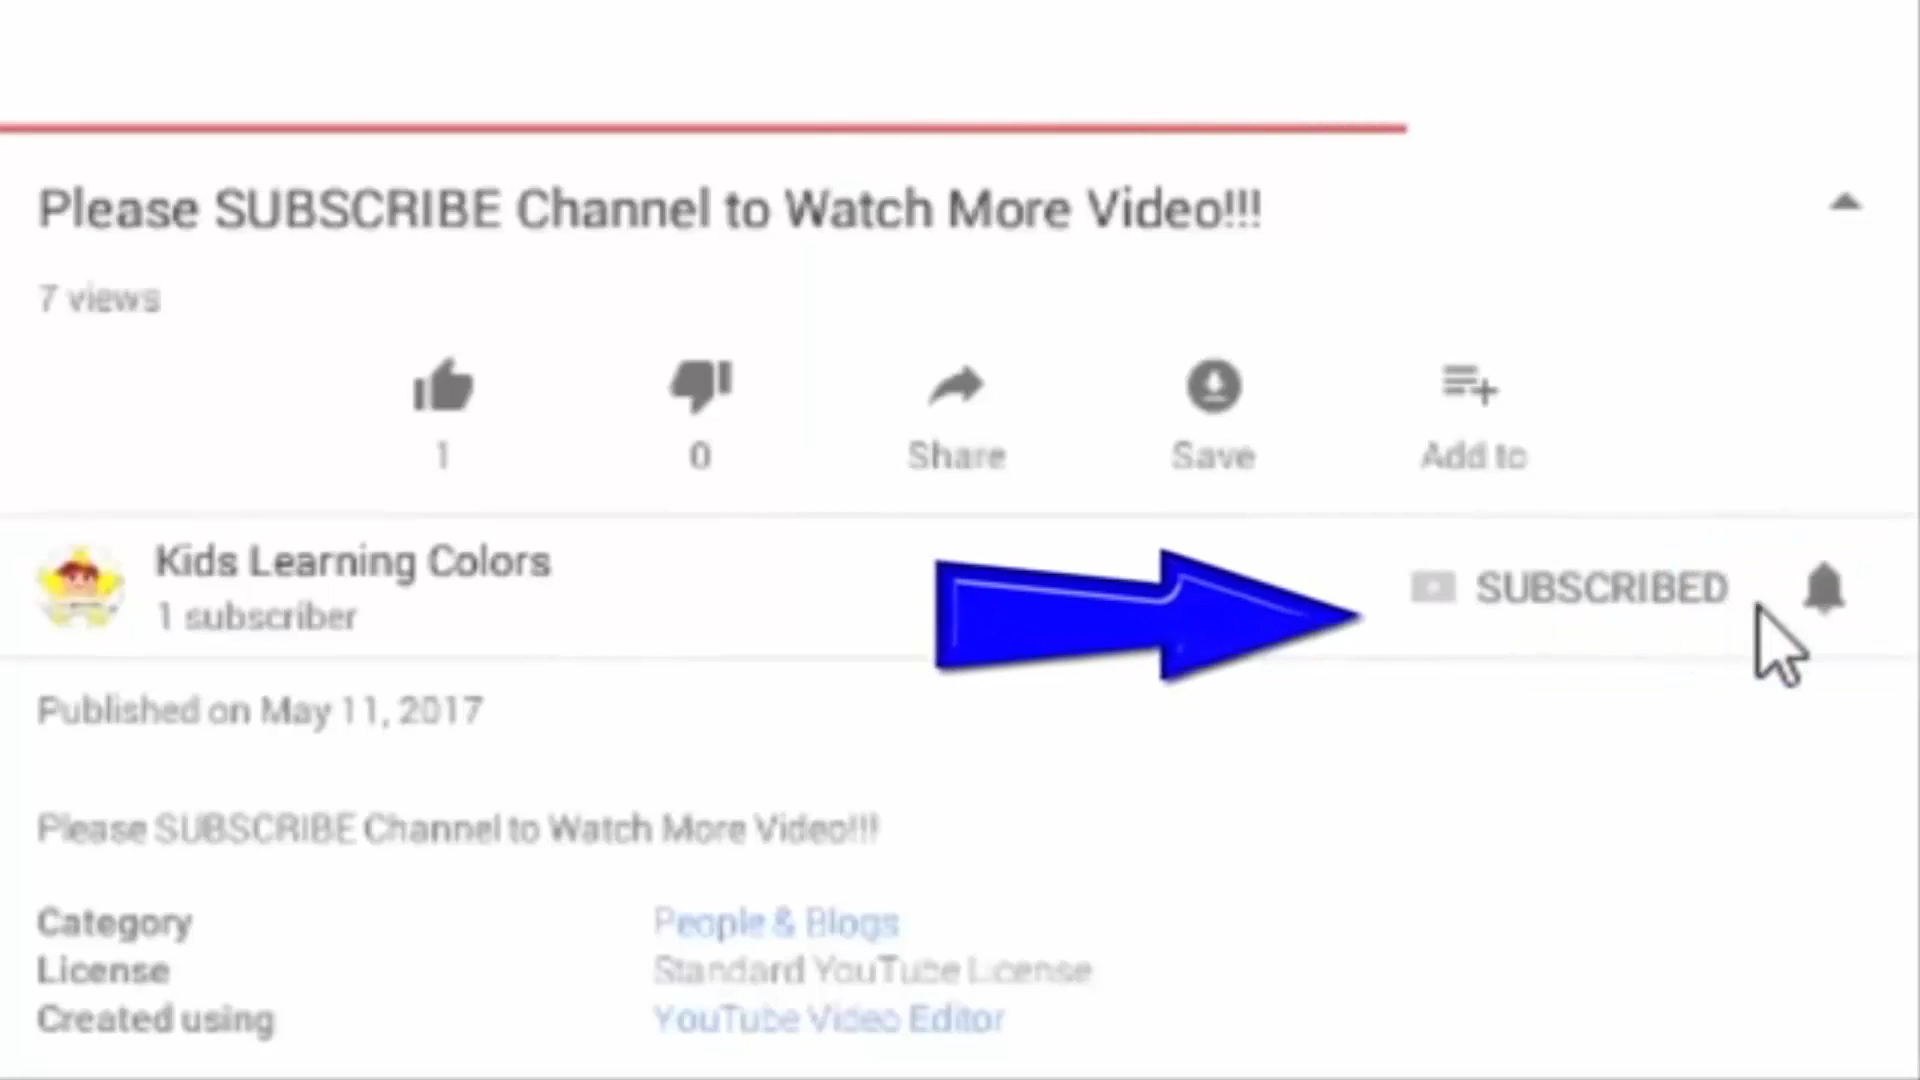 Please SUBSCRIBE Channel to Watch More Video!!!
7 views
1
0
Share
Save
Add to
Kids Learning Colors
1 subscriber
SUBSCRIBED
Published on May 11, 2017
Please SUBSCRIBE Channel to Watch More Video!!!
Category People & Blogs
License Standard YouTube License
Created using YouTube Video Editor